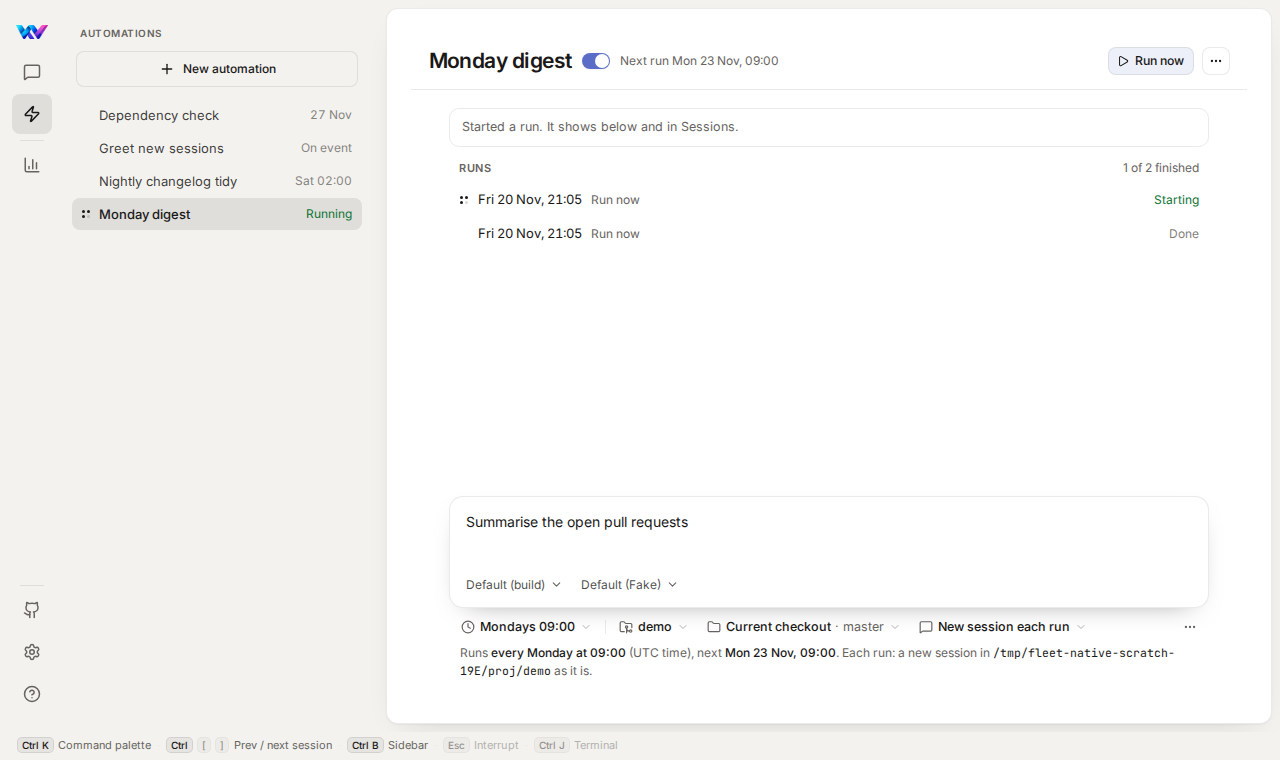 AUTOMATIONS
New automation
Dependency check 27 Nov
Greet new sessions On event
Nightly changelog tidy Sat 02:00
Monday digest Running
Monday digest Next run Mon 23 Nov, 09:00 Run now
Started a run. It shows below and in Sessions.
RUNS 1 of 2 finished
Fri 20 Nov, 21:05 Run now Starting
Fri 20 Nov, 21:05 Run now Done
Summarise the open pull requests
Default (build) Default (Fake)
Mondays 09:00 demo Current checkout · master New session each run
Runs every Monday at 09:00 (UTC time), next Mon 23 Nov, 09:00. Each run: a new session in /tmp/fleet-native-scratch-
19E/proj/demo as it is.
Ctrl K Command palette Ctrl [ ] Prev / next session Ctrl B Sidebar Esc Interrupt Ctrl J Terminal